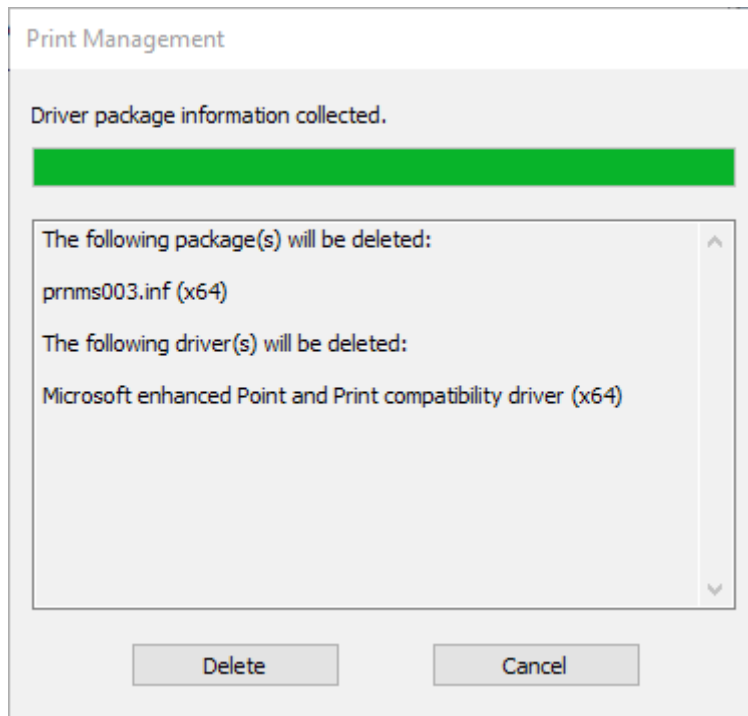 Print Management
Driver package information collected.
The following package(s) will be deleted:
prnms003.inf (x64)
The following driver(s) will be deleted:
Microsoft enhanced Point and Print compatibility driver (x64)
Delete
Cancel